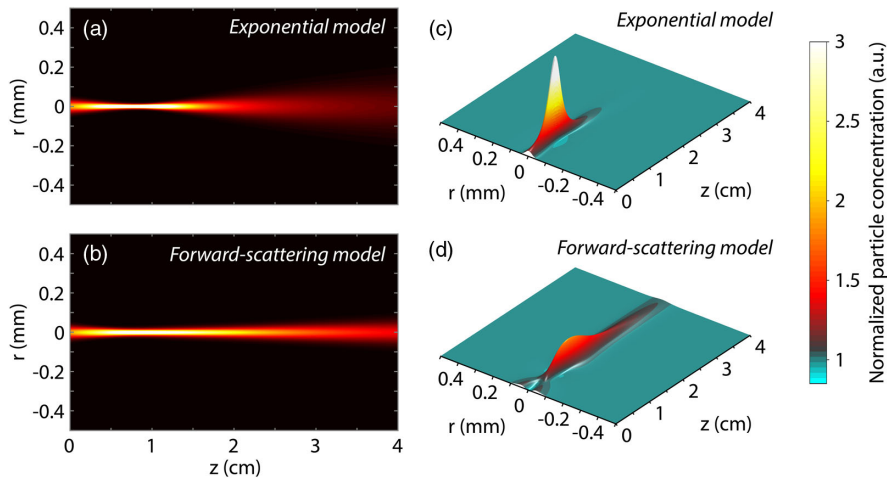 (a) Exponential model
0.4
0.2
0
-0.2
-0.4
r (mm)
(b) Forward-scattering model
0.4
0.2
0
-0.2
-0.4
r (mm)
0 1 2 3 4
z (cm)
(c) Exponential model
0.4
0.2
0
-0.2
-0.4
r (mm)
0
1
2
3
4
z (cm)
(d) Forward-scattering model
0.4
0.2
0
-0.2
-0.4
r (mm)
0
1
2
3
4
z (cm)
3
2.5
2
1.5
1
Normalized particle concentration (a.u.)